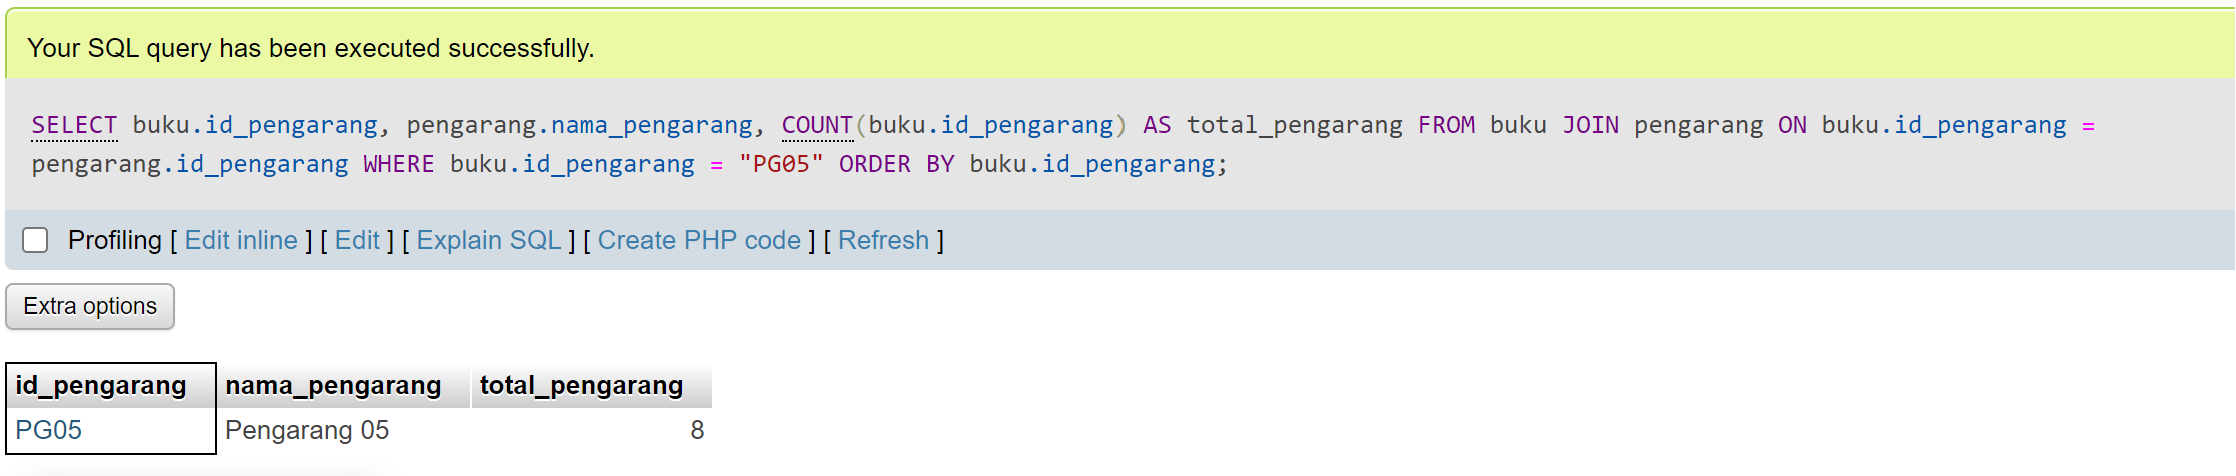 Your SQL query has been executed successfully.
SELECT buku.id_pengarang, pengarang.nama_pengarang, COUNT(buku.id_pengarang) AS total_pengarang FROM buku JOIN pengarang ON buku.id_pengarang =
pengarang.id_pengarang WHERE buku.id_pengarang = "PG05" ORDER BY buku.id_pengarang;
Profiling [ Edit inline ] [ Edit ] [ Explain SQL ] [ Create PHP code ] [ Refresh ]
Extra options
id_pengarang nama_pengarang total_pengarang
PG05 Pengarang 05 8